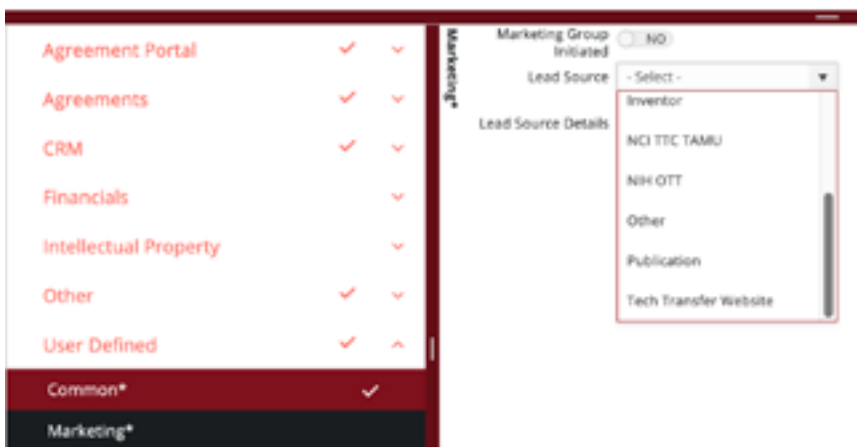 Agreement Portal
Agreements
CRM
Financials
Intellectual Property
Other
User Defined
Common*
Marketing*
Marketing*
Marketing Group
Initiated
NO
Lead Source
- Select -
Lead Source Details
Inventor
NCI TTC TAMU
NIH OTT
Other
Publication
Tech Transfer Website